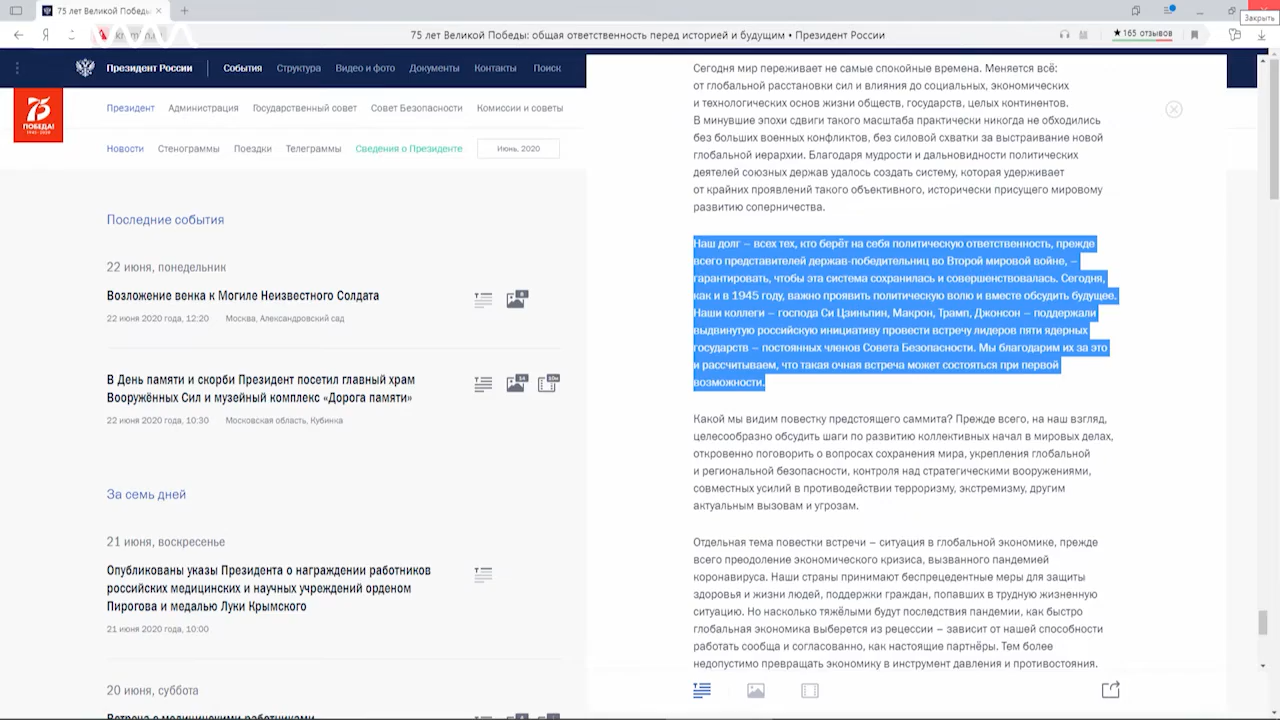 75 лет Великой Победы
Закрыть
Я
75 лет Великой Победы: общая ответственность перед историей и будущим • Президент России
★ 165 отзывов
Президент России
События
Структура
Видео и фото
Документы
Контакты
Поиск
75
ПОБЕДА!
1945-2020
Президент
Администрация
Государственный совет
Совет Безопасности
Комиссии и советы
Новости
Стенограммы
Поездки
Телеграммы
Сведения о Президенте
Июнь, 2020
Последние события
22 июня, понедельник
Возложение венка к Могиле Неизвестного Солдата
22 июня 2020 года, 12:20
Москва, Александровский сад
В День памяти и скорби Президент посетил главный храм
Вооружённых Сил и музейный комплекс «Дорога памяти»
14
22 июня 2020 года, 10:30
Московская область, Кубинка
За семь дней
21 июня, воскресенье
Опубликованы указы Президента о награждении работников
российских медицинских и научных учреждений орденом
Пирогова и медалью Луки Крымского
21 июня 2020 года, 10:00
20 июня, суббота
Встреча с медицинскими работниками
Сегодня мир переживает не самые спокойные времена. Меняется всё:
от глобальной расстановки сил и влияния до социальных, экономических
и технологических основ жизни обществ, государств, целых континентов.
В минувшие эпохи сдвиги такого масштаба практически никогда не обходились
без больших военных конфликтов, без силовой схватки за выстраивание новой
глобальной иерархии. Благодаря мудрости и дальновидности политических
деятелей союзных держав удалось создать систему, которая удерживает
от крайних проявлений такого объективного, исторически присущего мировому
развитию соперничества.
Наш долг – всех тех, кто берёт на себя политическую ответственность, прежде
всего представителей держав-победительниц во Второй мировой войне, –
гарантировать, чтобы эта система сохранилась и совершенствовалась. Сегодня,
как и в 1945 году, важно проявить политическую волю и вместе обсудить будущее.
Наши коллеги – господа Си Цзиньпин, Макрон, Трамп, Джонсон – поддержали
выдвинутую российскую инициативу провести встречу лидеров пяти ядерных
государств – постоянных членов Совета Безопасности. Мы благодарим их за это
и рассчитываем, что такая очная встреча может состояться при первой
возможности.
Какой мы видим повестку предстоящего саммита? Прежде всего, на наш взгляд,
целесообразно обсудить шаги по развитию коллективных начал в мировых делах,
откровенно поговорить о вопросах сохранения мира, укрепления глобальной
и региональной безопасности, контроля над стратегическими вооружениями,
совместных усилий в противодействии терроризму, экстремизму, другим
актуальным вызовам и угрозам.
Отдельная тема повестки встречи – ситуация в глобальной экономике, прежде
всего преодоление экономического кризиса, вызванного пандемией
коронавируса. Наши страны принимают беспрецедентные меры для защиты
здоровья и жизни людей, поддержки граждан, попавших в трудную жизненную
ситуацию. Но насколько тяжёлыми будут последствия пандемии, как быстро
глобальная экономика выберется из рецессии – зависит от нашей способности
работать сообща и согласованно, как настоящие партнёры. Тем более
недопустимо превращать экономику в инструмент давления и противостояния.